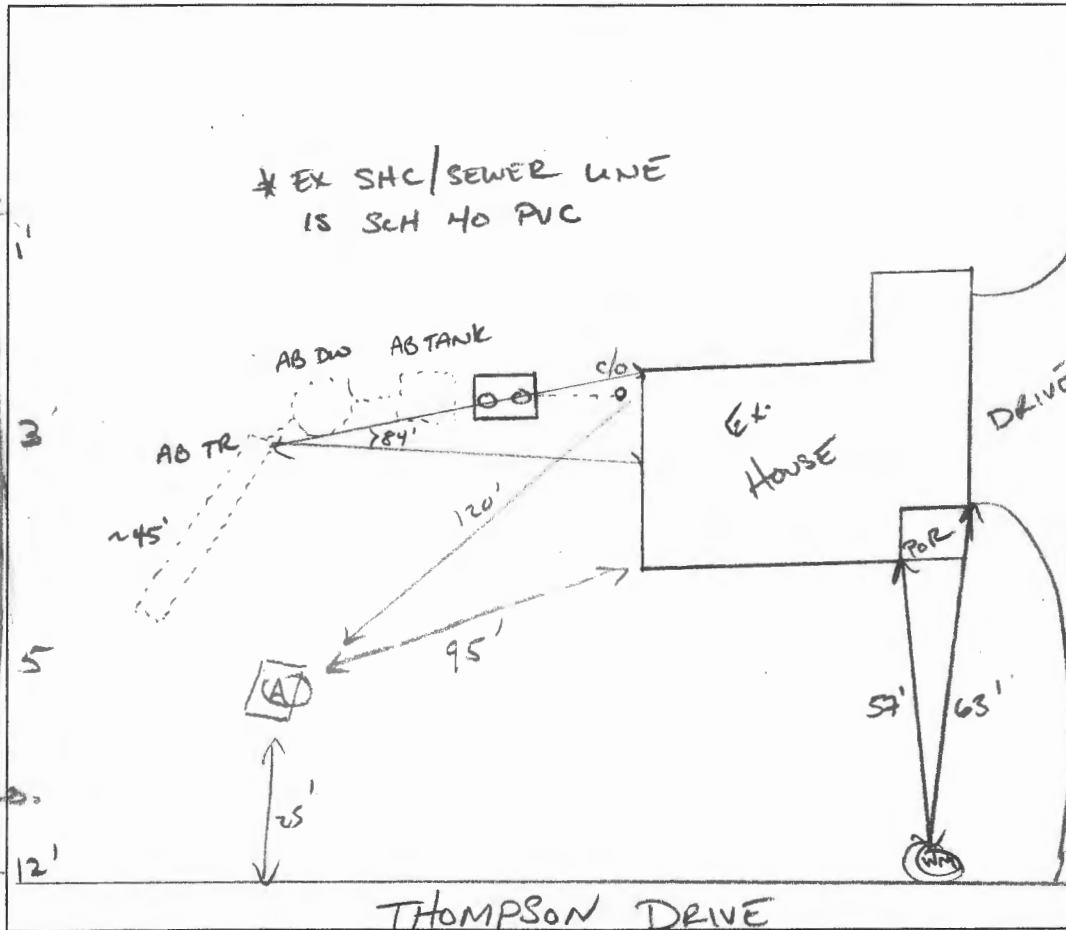 * EX SHC/SEWER LINE
IS SCH 40 PVC
1'
AB DW
AB TANK
c/o
3'
AB TR
>84'
EX.
HOUSE
DRIVE
~45'
120'
POR
5
95'
A
57'
63'
25'
12'
WM
THOMPSON DRIVE